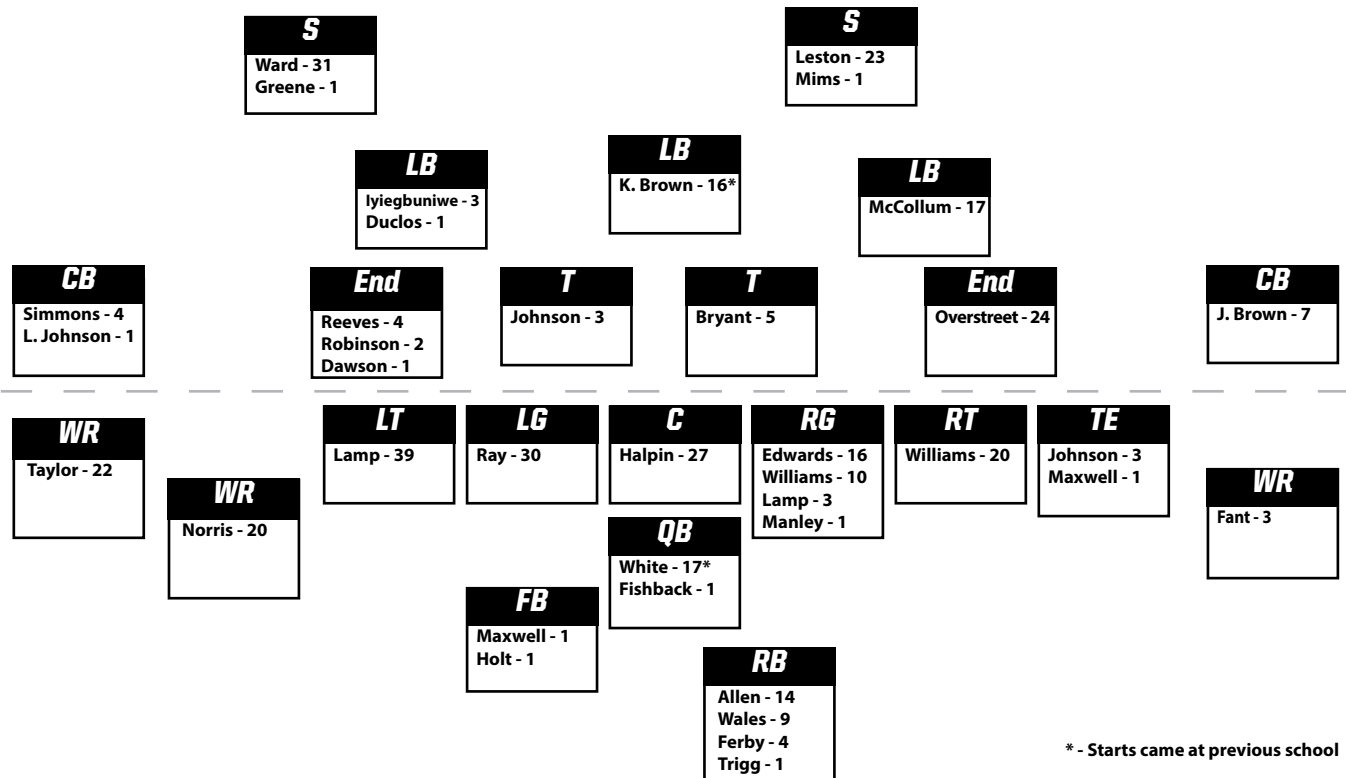 S
Ward - 31
Greene - 1
S
Leston - 23
Mims - 1
LB
Iyiegbuniwe - 3
Duclos - 1
LB
K. Brown - 16*
LB
McCollum - 17
CB
Simmons - 4
L. Johnson - 1
End
Reeves - 4
Robinson - 2
Dawson - 1
T
Johnson - 3
T
Bryant - 5
End
Overstreet - 24
CB
J. Brown - 7
WR
Taylor - 22
WR
Norris - 20
LT
Lamp - 39
LG
Ray - 30
C
Halpin - 27
RG
Edwards - 16
Williams - 10
Lamp - 3
Manley - 1
RT
Williams - 20
TE
Johnson - 3
Maxwell - 1
WR
Fant - 3
QB
White - 17*
Fishback - 1
FB
Maxwell - 1
Holt - 1
RB
Allen - 14
Wales - 9
Ferby - 4
Trigg - 1
* - Starts came at previous school